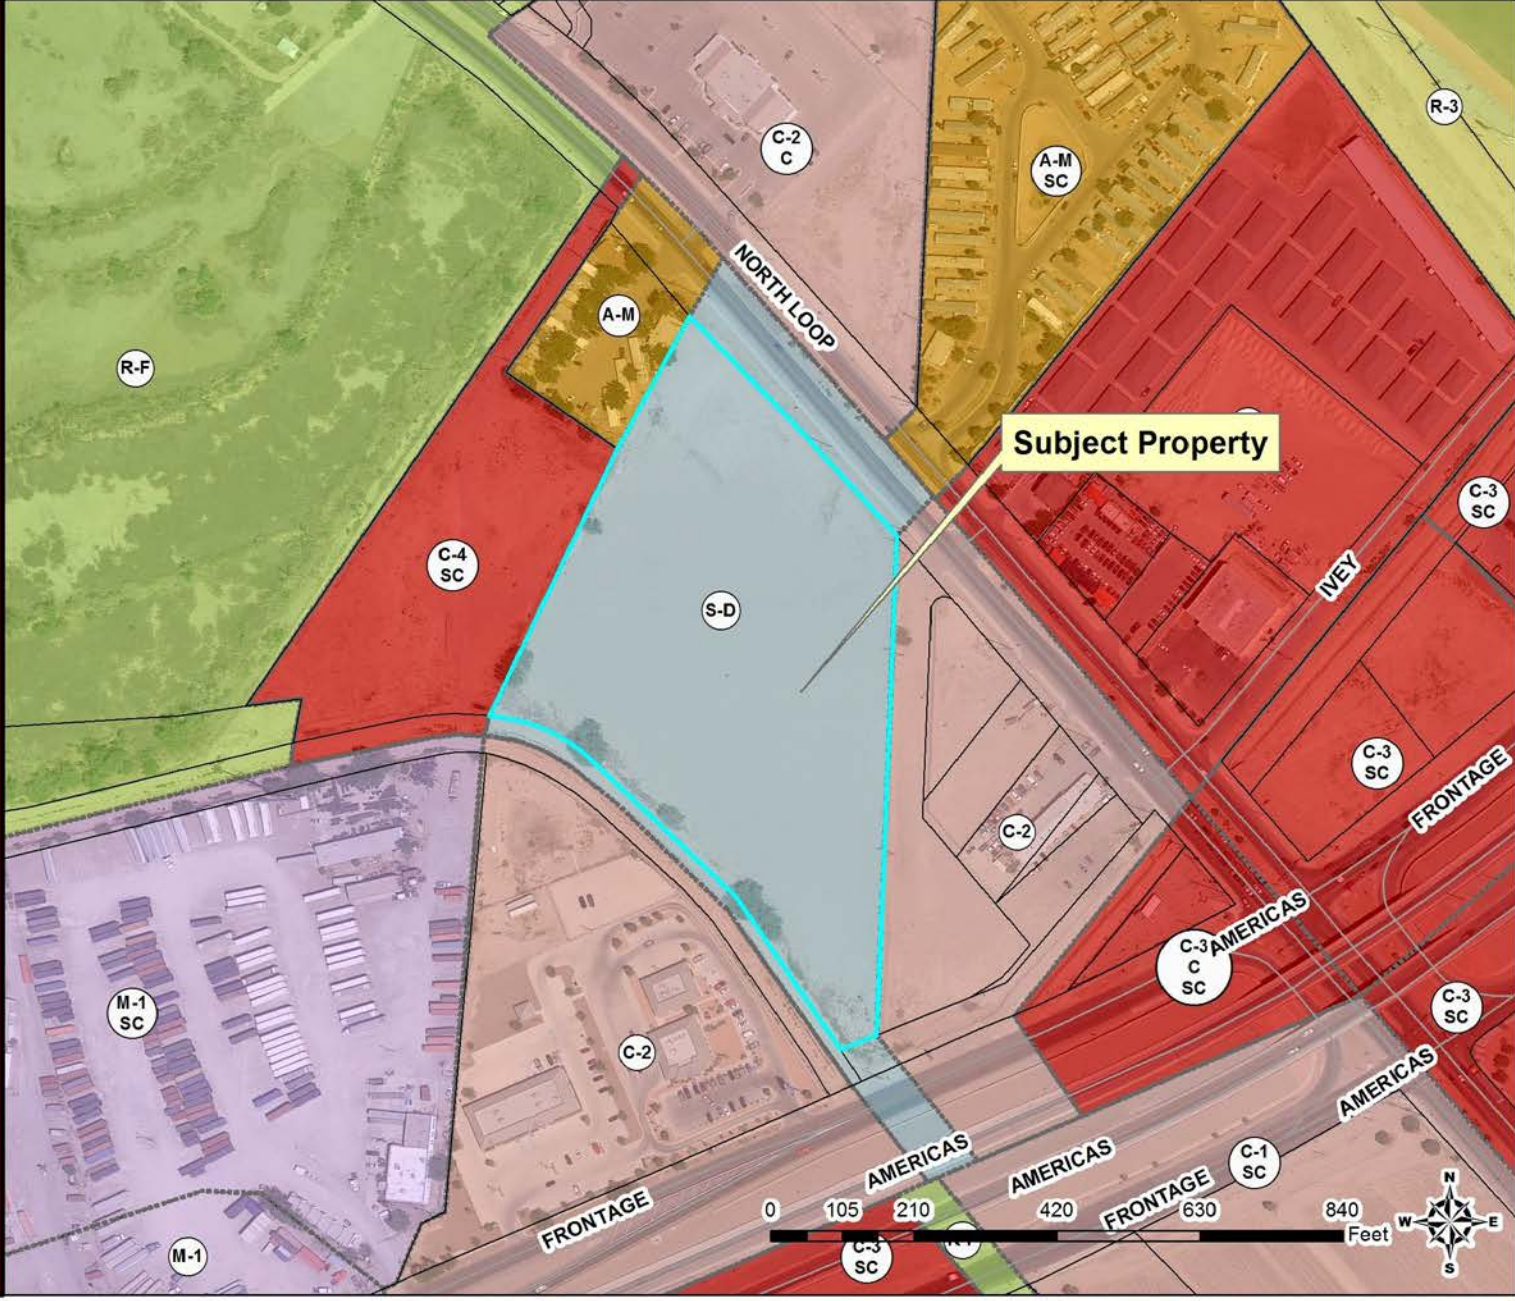 R-3
C-2
C
A-M
SC
NORTH LOOP
A-M
R-F
Subject Property
C-3
SC
C-4
SC
IVEY
S-D
C-3
SC
FRONTAGE
C-2
AMERICAS
C-3
C
SC
C-3
SC
M-1
SC
C-2
AMERICAS
AMERICAS
AMERICAS
C-1
SC
FRONTAGE
FRONTAGE
0 105 210 420 630 840
Feet
N
W E
S
C-3
SC
M-1